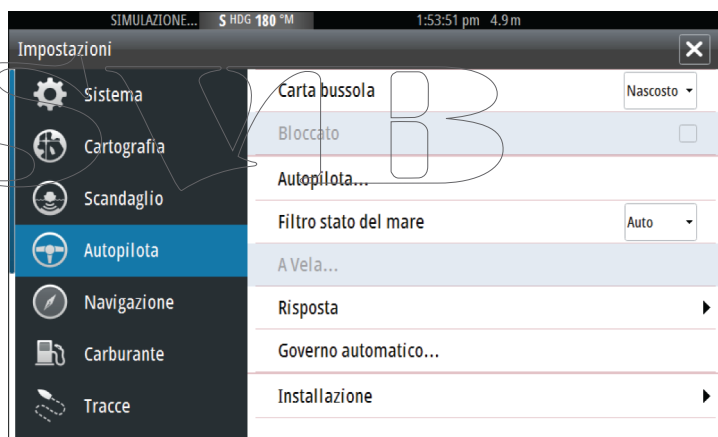 SIMULAZIONE... S HDG 180 °M 1:53:51 pm 4.9 m
Impostazioni
Sistema
Cartografia
Scandaglio
Autopilota
Navigazione
Carburante
Tracce
Carta bussola Nascosto
Bloccato
Autopilota...
Filtro stato del mare Auto
A Vela...
Risposta
Governo automatico...
Installazione